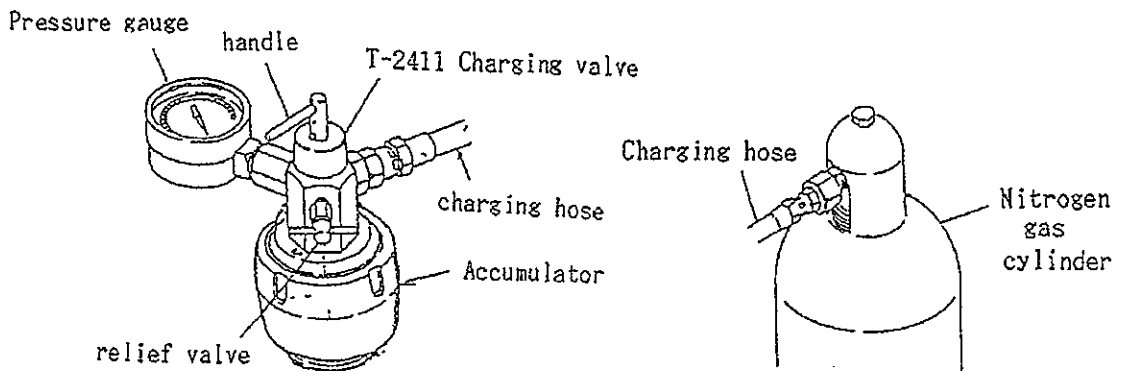 Pressure gauge
handle
T-2411 Charging valve
charging hose
Accumulator
relief valve
Charging hose
Nitrogen
gas
cylinder